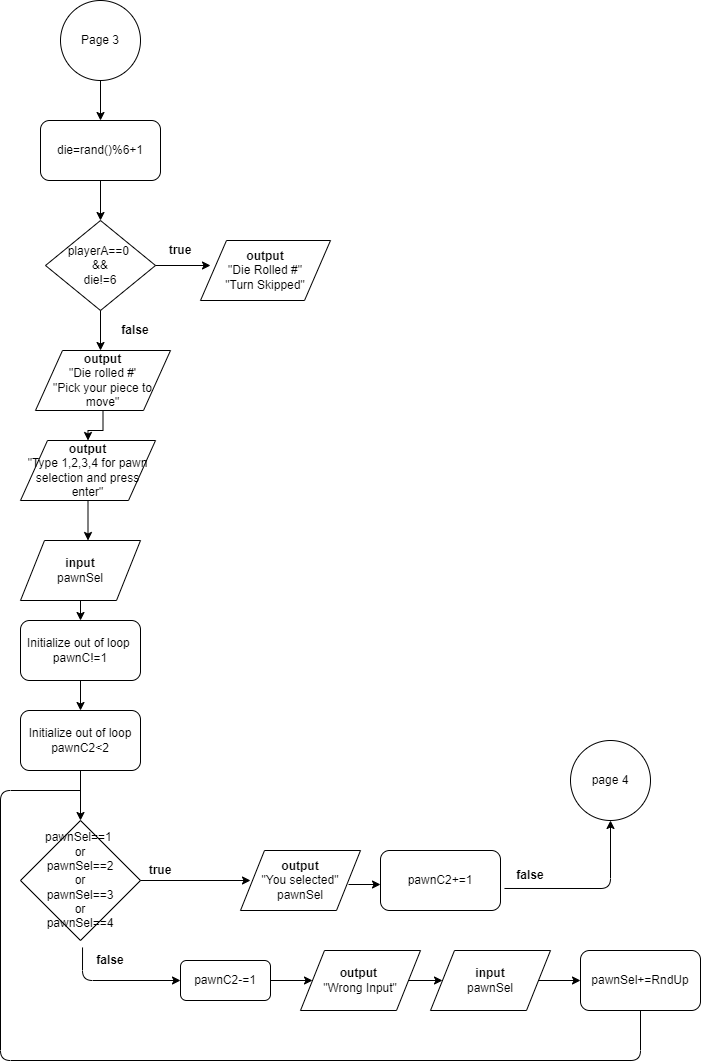 Page 3
die=rand()%6+1
playerA==0
&&
die!=6
true
output
"Die Rolled #"
"Turn Skipped"
false
output
"Die rolled #'
"Pick your piece to
move"
output
"Type 1,2,3,4 for pawn
selection and press
enter"
input
pawnSel
Initialize out of loop
pawnC!=1
Initialize out of loop
pawnC2<2
pawnSel==1
or
pawnSel==2
or
pawnSel==3
or
pawnSel==4
true
output
"You selected"
pawnSel
pawnC2+=1
false
page 4
false
pawnC2-=1
output
"Wrong Input"
input
pawnSel
pawnSel+=RndUp